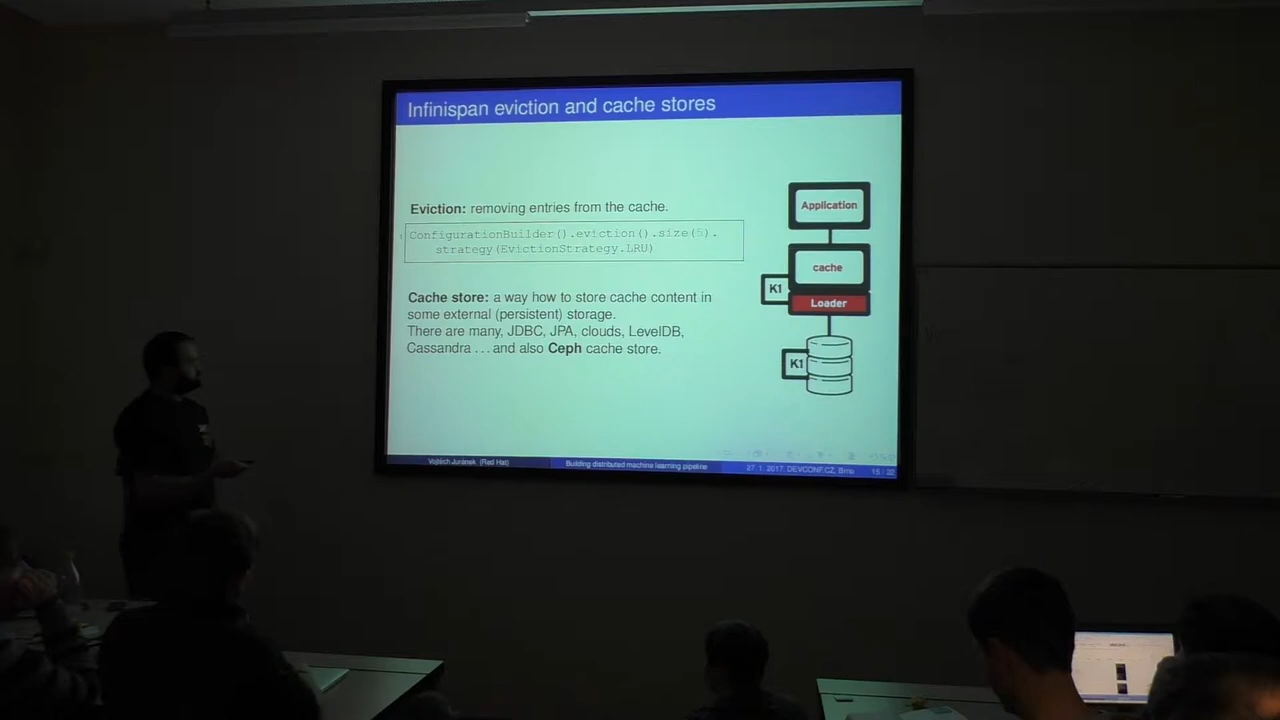 Infinispan eviction and cache stores
Eviction: removing entries from the cache.
ConfigurationBuilder().eviction().size(5).
strategy(EvictionStrategy.LRU)
Cache store: a way how to store cache content in
some external (persistent) storage.
There are many, JDBC, JPA, clouds, LevelDB,
Cassandra ... and also Ceph cache store.
Application
cache
K1
Loader
K1
Vojtěch Juránek (Red Hat)
Building distributed machine learning pipeline
27. 1. 2017, DEVCONF.CZ, Brno
15 / 32